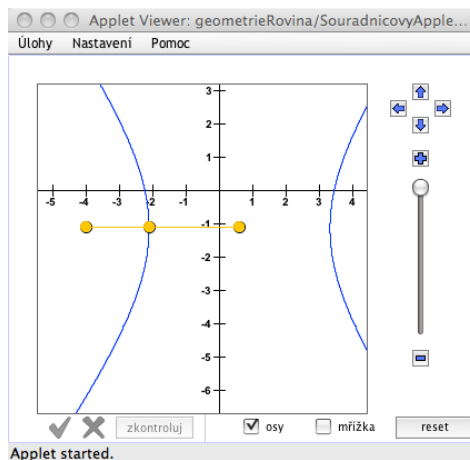 Applet Viewer: geometrieRovina/SouradnicovyApple...
Úlohy Nastavení Pomoc
3
2
1
-5 -4 -3 -2 -1 1 2 3 4
-1
-2
-3
-4
-5
-6
zkontroluj osy mřížka reset
Applet started.